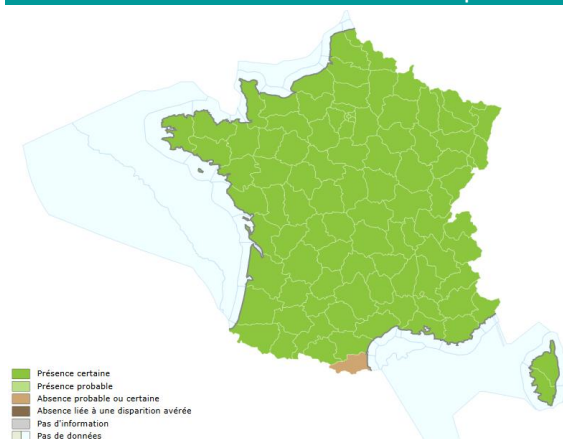 Présence certaine
Présence probable
Absence probable ou certaine
Absence liée à une disparition avérée
Pas d'information
Pas de données